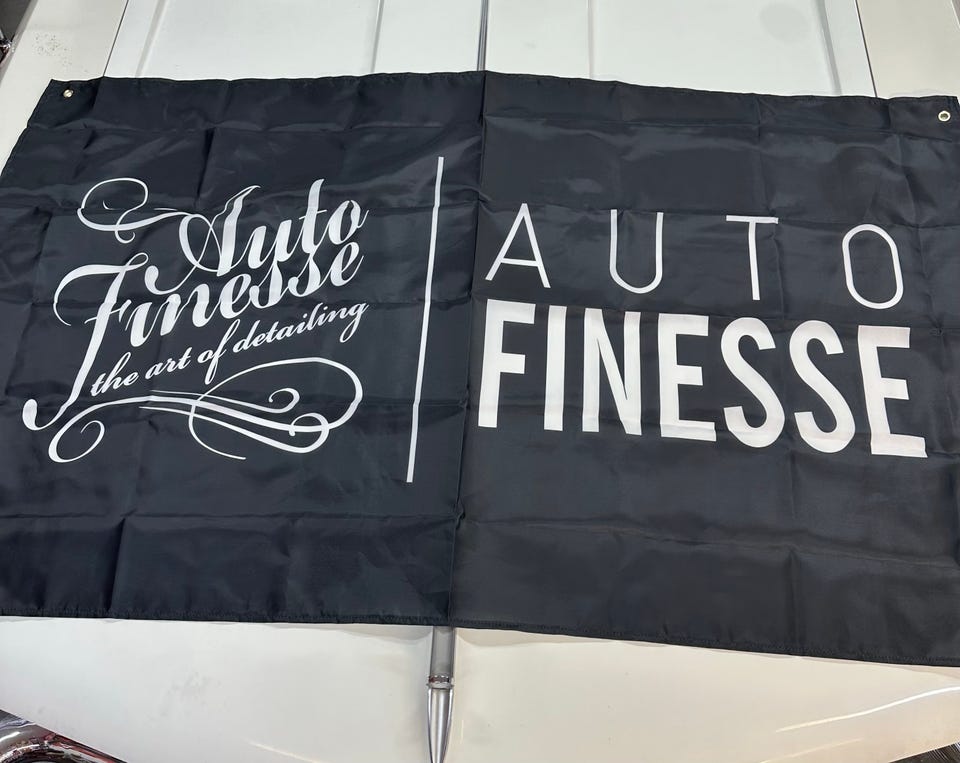 Auto
Finesse
the art of detailing
AUTO
FINESSE